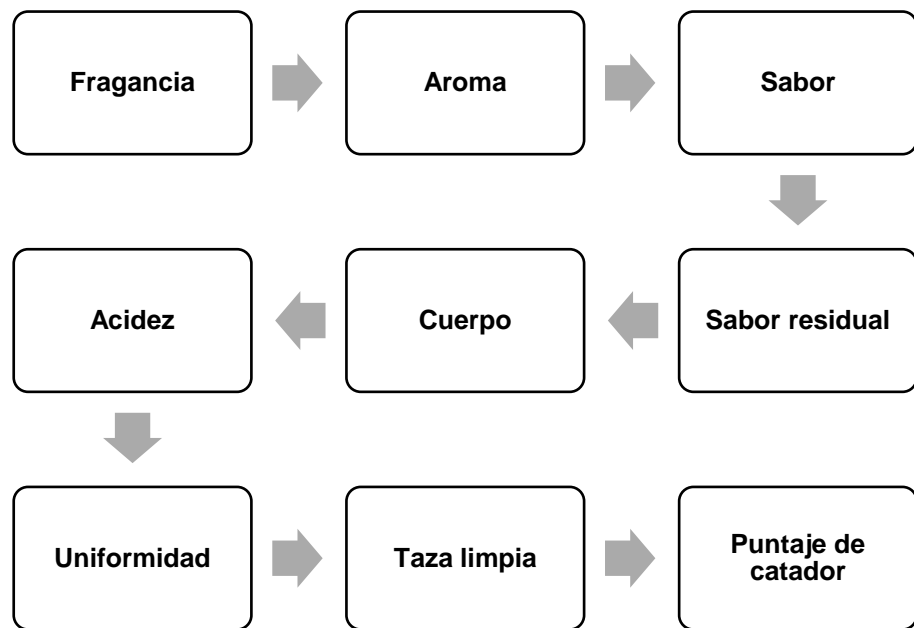 Fragancia
Aroma
Sabor
Sabor residual
Cuerpo
Acidez
Uniformidad
Taza limpia
Puntaje de
catador